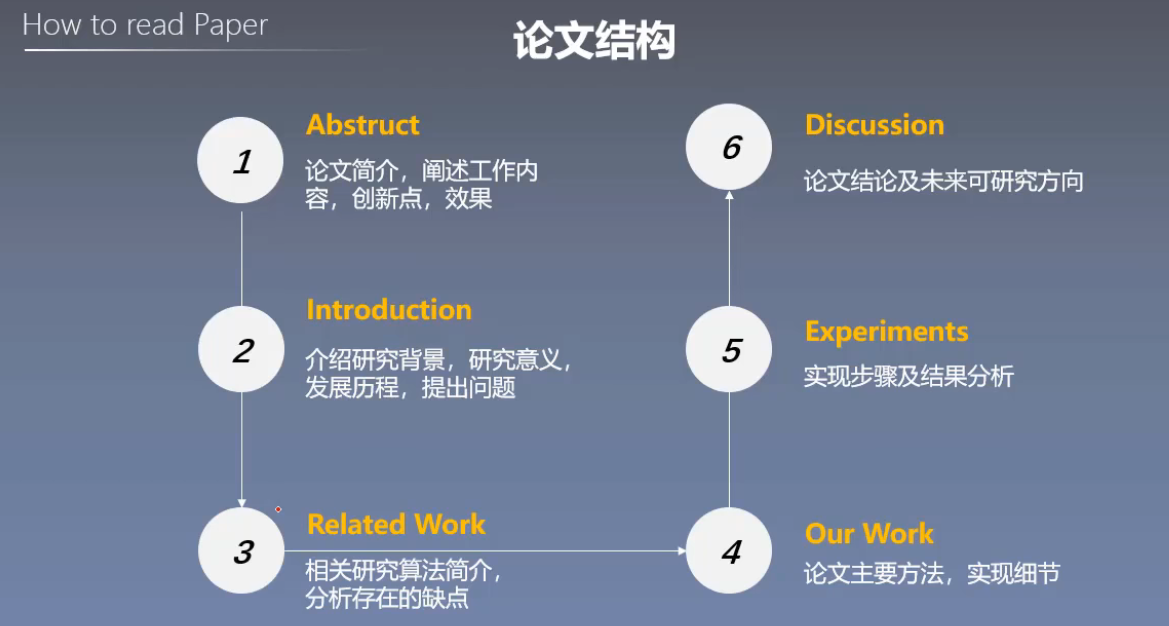 How to read Paper
论文结构
1
Abstruct
论文简介，阐述工作内
容，创新点，效果
2
Introduction
介绍研究背景，研究意义，
发展历程，提出问题
3
Related Work
相关研究算法简介，
分析存在的缺点
4
Our Work
论文主要方法，实现细节
5
Experiments
实现步骤及结果分析
6
Discussion
论文结论及未来可研究方向